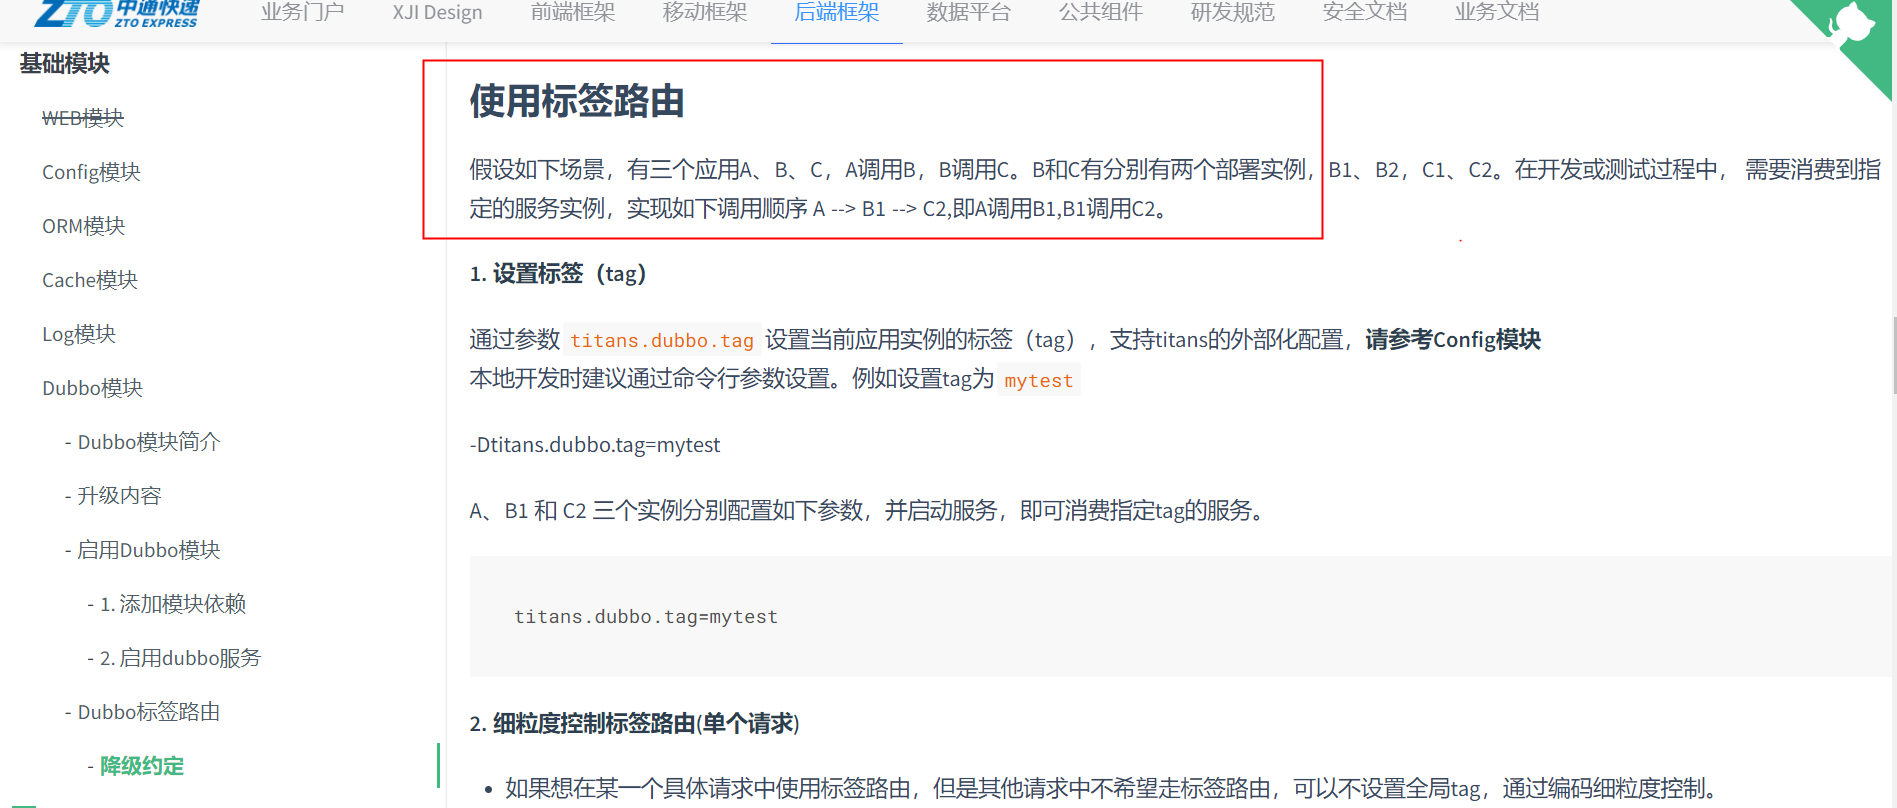 ZTO 中通快递
ZTO EXPRESS
业务门户 XJI Design 前端框架 移动框架 后端框架 数据平台 公共组件 研发规范 安全文档 业务文档
基础模块
WEB模块
Config模块
ORM模块
Cache模块
Log模块
Dubbo模块
- Dubbo模块简介
- 升级内容
- 启用Dubbo模块
- 1. 添加模块依赖
- 2. 启用dubbo服务
- Dubbo标签路由
- 降级约定
使用标签路由
假设如下场景，有三个应用A、B、C，A调用B，B调用C。B和C有分别有两个部署实例，B1、B2，C1、C2。在开发或测试过程中， 需要消费到指
定的服务实例，实现如下调用顺序 A --> B1 --> C2,即A调用B1,B1调用C2。
1. 设置标签（tag）
通过参数 titans.dubbo.tag 设置当前应用实例的标签（tag），支持titans的外部化配置，请参考Config模块
本地开发时建议通过命令行参数设置。例如设置tag为 mytest
-Dtitans.dubbo.tag=mytest
A、B1 和 C2 三个实例分别配置如下参数，并启动服务，即可消费指定tag的服务。
titans.dubbo.tag=mytest
2. 细粒度控制标签路由(单个请求)
• 如果想在某一个具体请求中使用标签路由，但是其他请求中不希望走标签路由，可以不设置全局tag，通过编码细粒度控制。